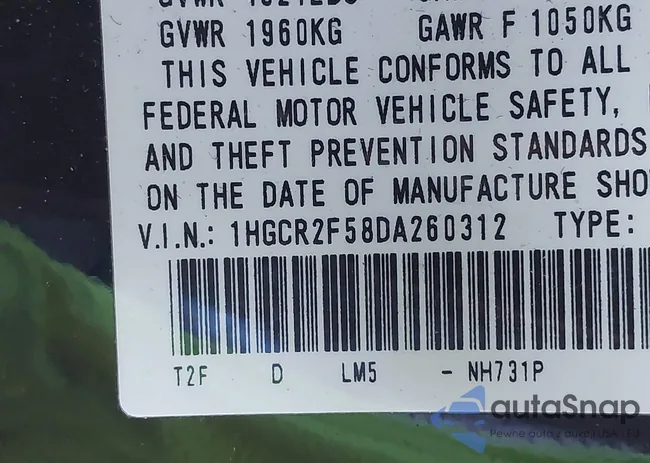 GVWR 1960KG GAWR F 1050KG
THIS VEHICLE CONFORMS TO ALL
FEDERAL MOTOR VEHICLE SAFETY,
AND THEFT PREVENTION STANDARDS
ON THE DATE OF MANUFACTURE SHO
V.I.N.: 1HGCR2F58DA260312 TYPE:
T2F D LM5 - NH731P
autaSnap